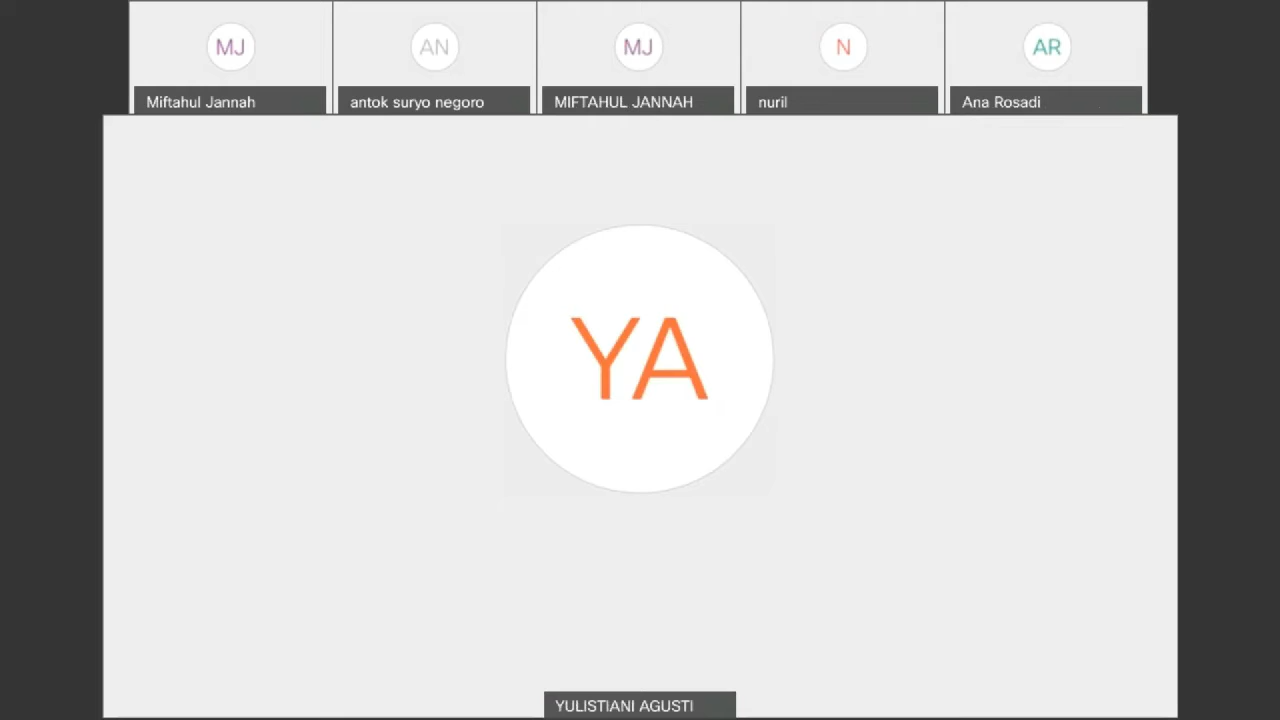 MJ
AN
MJ
N
AR
Miftahul Jannah
antok suryo negoro
MIFTAHUL JANNAH
nuril
Ana Rosadi
YA
YULISTIANI AGUSTI